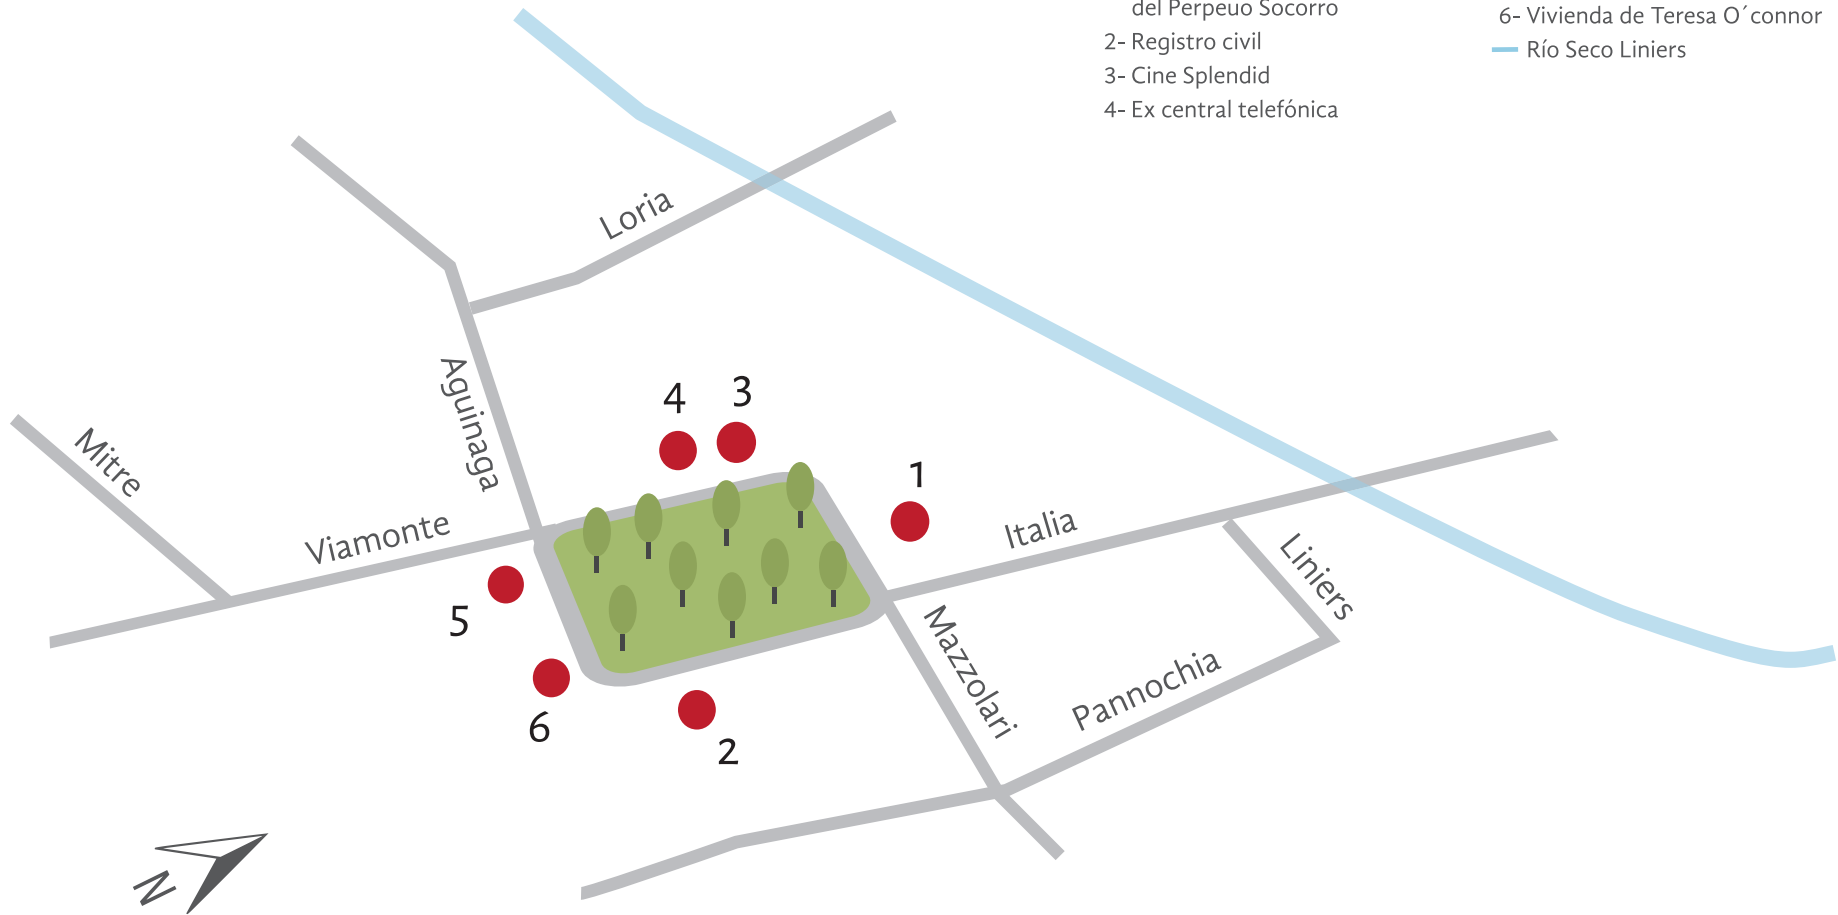 del Perpeuo Socorro
2- Registro civil
3- Cine Splendid
4- Ex central telefónica
6- Vivienda de Teresa O´connor
Río Seco Liniers
Loria
Aguinaga
Mitre
Viamonte
4
3
1
5
6
2
Italia
Liniers
Mazzolari
Pannochia
N